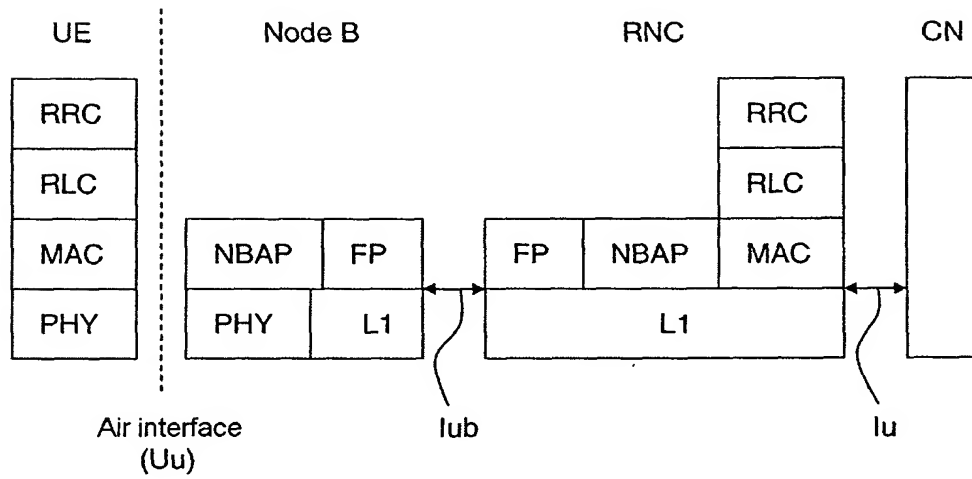 UE
Node B
RNC
CN
RRC
RRC
RLC
RLC
MAC
NBAP
FP
FP
NBAP
MAC
PHY
PHY
L1
L1
Iub
Iu
Air interface
(Uu)